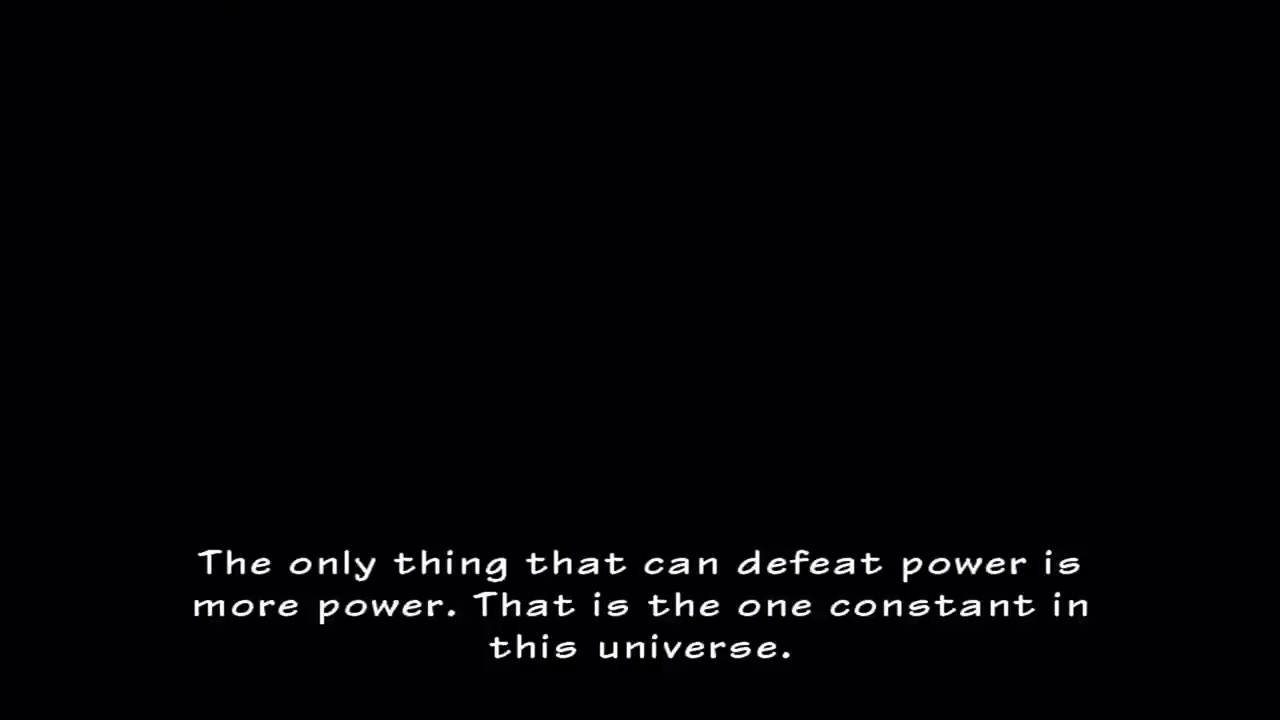 The only thing that can defeat power is
more power. That is the one constant in
this universe.